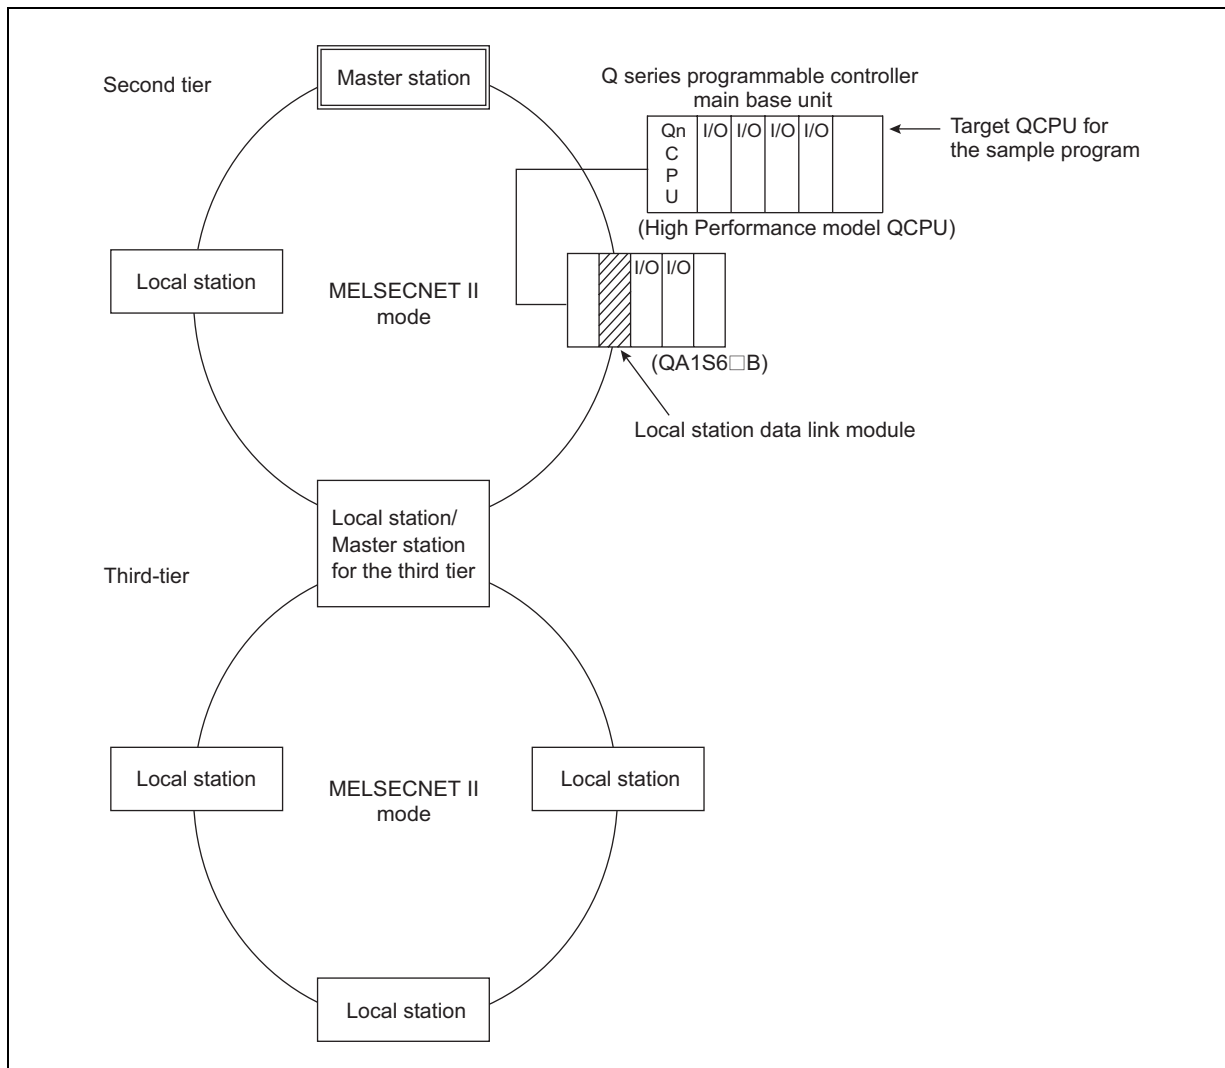 Second tier
Master station
Q series programmable controller
main base unit
Qn
C
P
U
I/O I/O I/O I/O
Target QCPU for
the sample program
(High Performance model QCPU)
Local station
MELSECNET II
mode
I/O I/O
(QA1S6□B)
Local station data link module
Local station/
Master station
for the third tier
Third-tier
Local station
MELSECNET II
mode
Local station
Local station